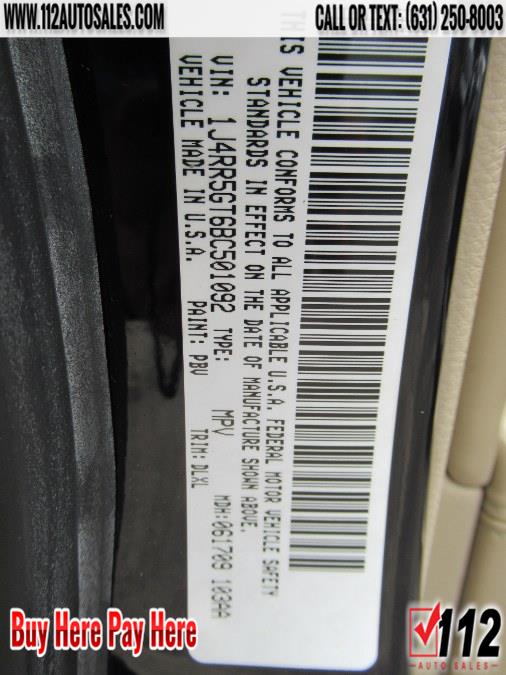 WWW.112AUTOSALES.COM
CALL OR TEXT: (631) 250-8003
THIS VEHICLE CONFORMS TO ALL APPLICABLE U.S.A. FEDERAL MOTOR VEHICLE SAFETY
STANDARDS IN EFFECT ON THE DATE OF MANUFACTURE SHOWN ABOVE.
VIN: 1J4RR5GT6BC501092 TYPE: MPV MDH:061709 103AA
VEHICLE MADE IN U.S.A. PAINT: PBV TRIM: DLXL
Buy Here Pay Here
112
AUTO SALES